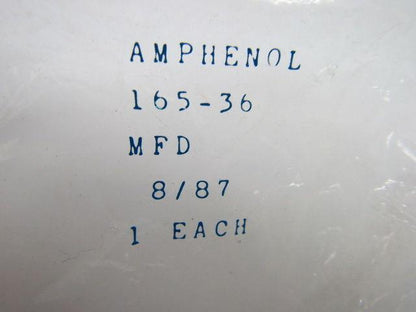 AMPHENOL
165-36
MFD
8/87
1 EACH